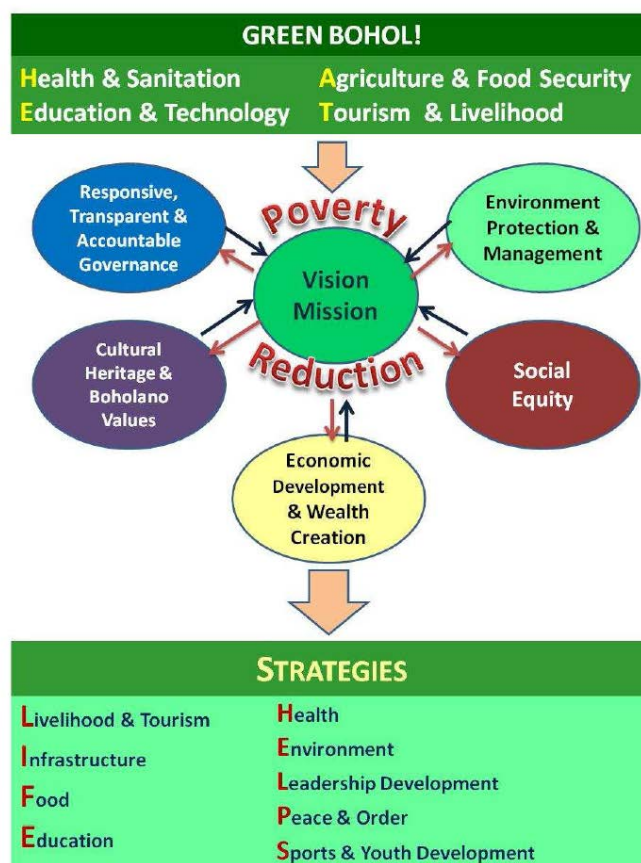 GREEN BOHOL!
Health & Sanitation
Education & Technology
Agriculture & Food Security
Tourism & Livelihood
Responsive,
Transparent &
Accountable
Governance
Poverty
Vision
Mission
Reduction
Environment
Protection &
Management
Cultural
Heritage &
Boholano
Values
Social
Equity
Economic
Development
& Wealth
Creation
STRATEGIES
Livelihood & Tourism
Infrastructure
Food
Education
Health
Environment
Leadership Development
Peace & Order
Sports & Youth Development